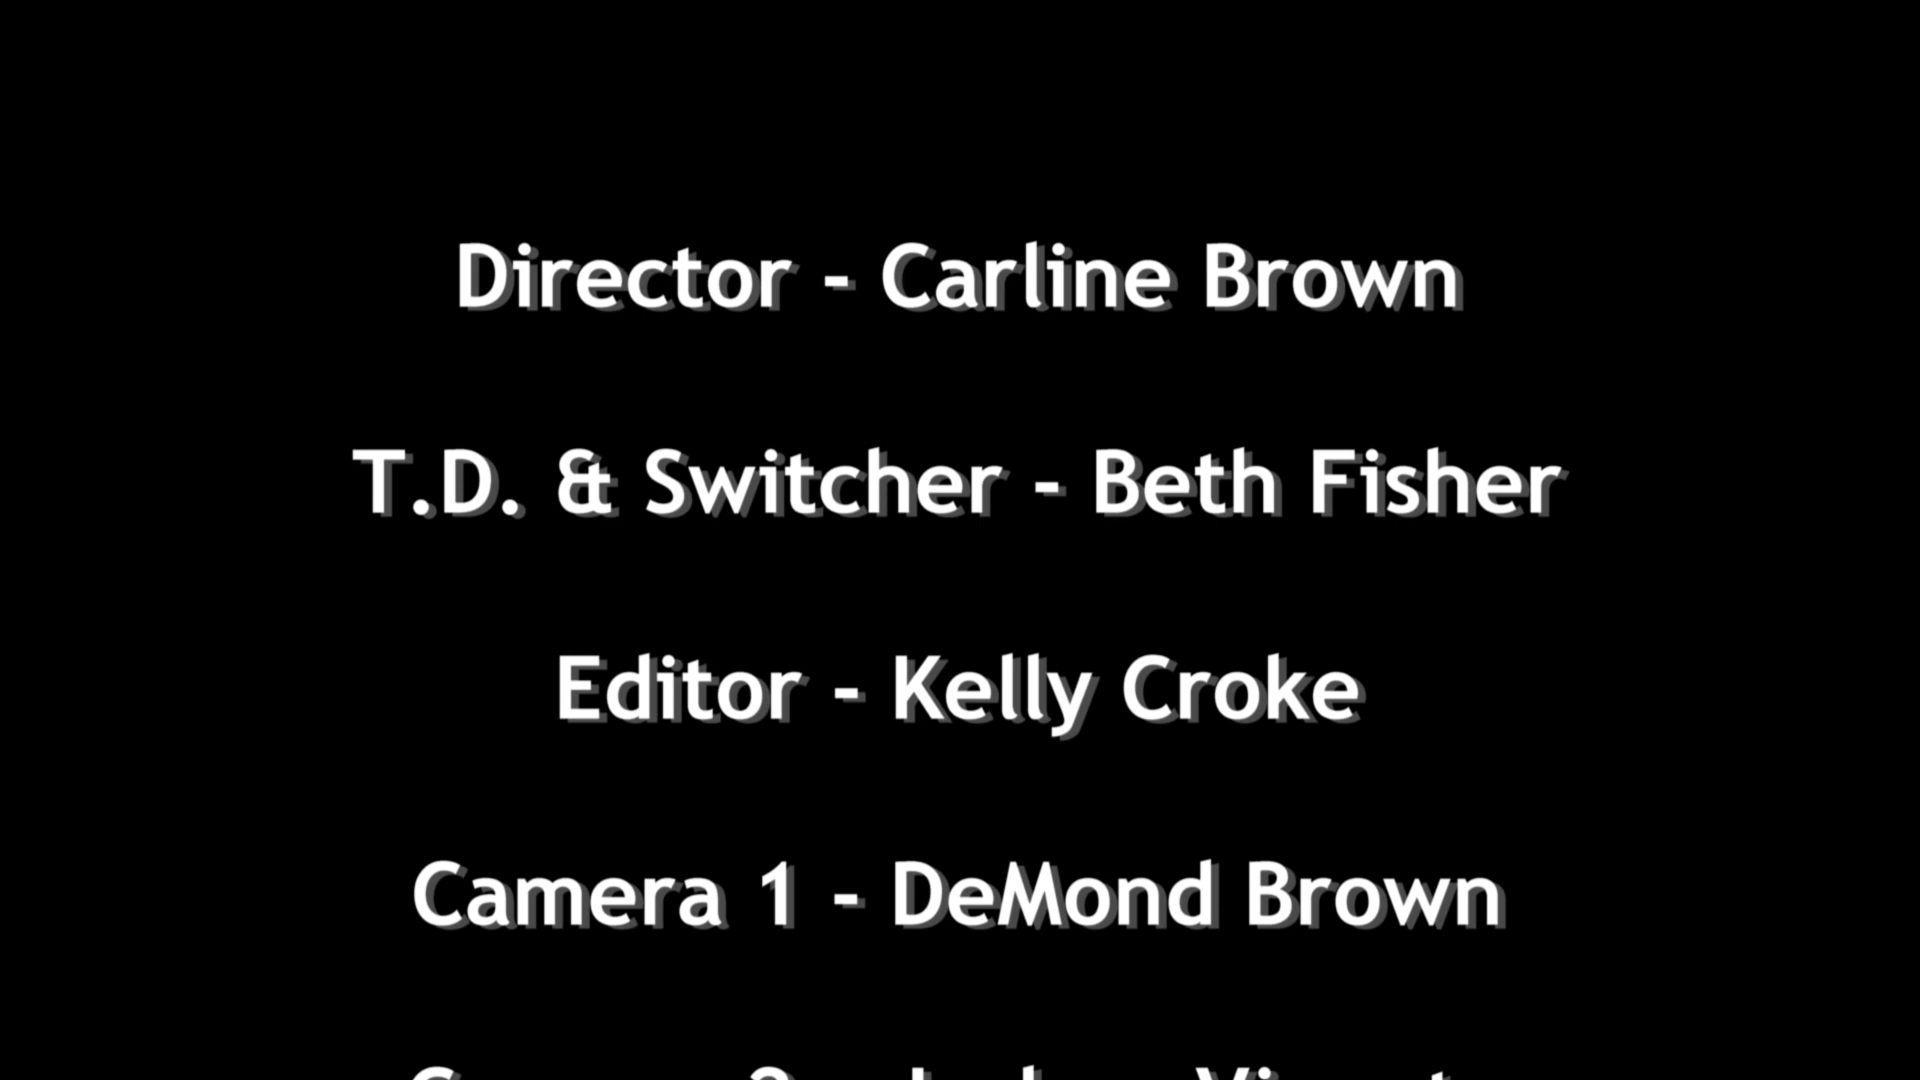 Director - Carline Brown
T.D. & Switcher - Beth Fisher
Editor - Kelly Croke
Camera 1 - DeMond Brown